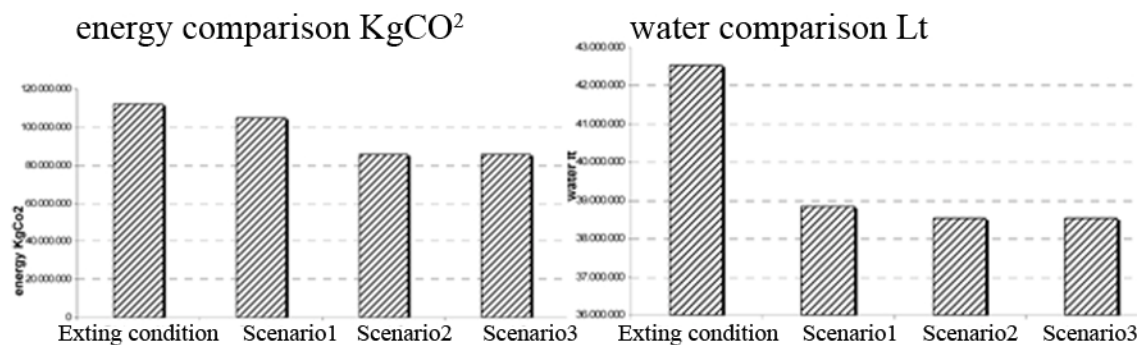 energy comparison KgCO²
120.000.000
100.000.000
80.000.000
60.000.000
40.000.000
20.000.000
0
energy KgCo2
Exting condition Scenario1 Scenario2 Scenario3
water comparison Lt
43.000.000
42.000.000
41.000.000
40.000.000
39.000.000
38.000.000
37.000.000
36.000.000
water lt
Exting condition Scenario1 Scenario2 Scenario3